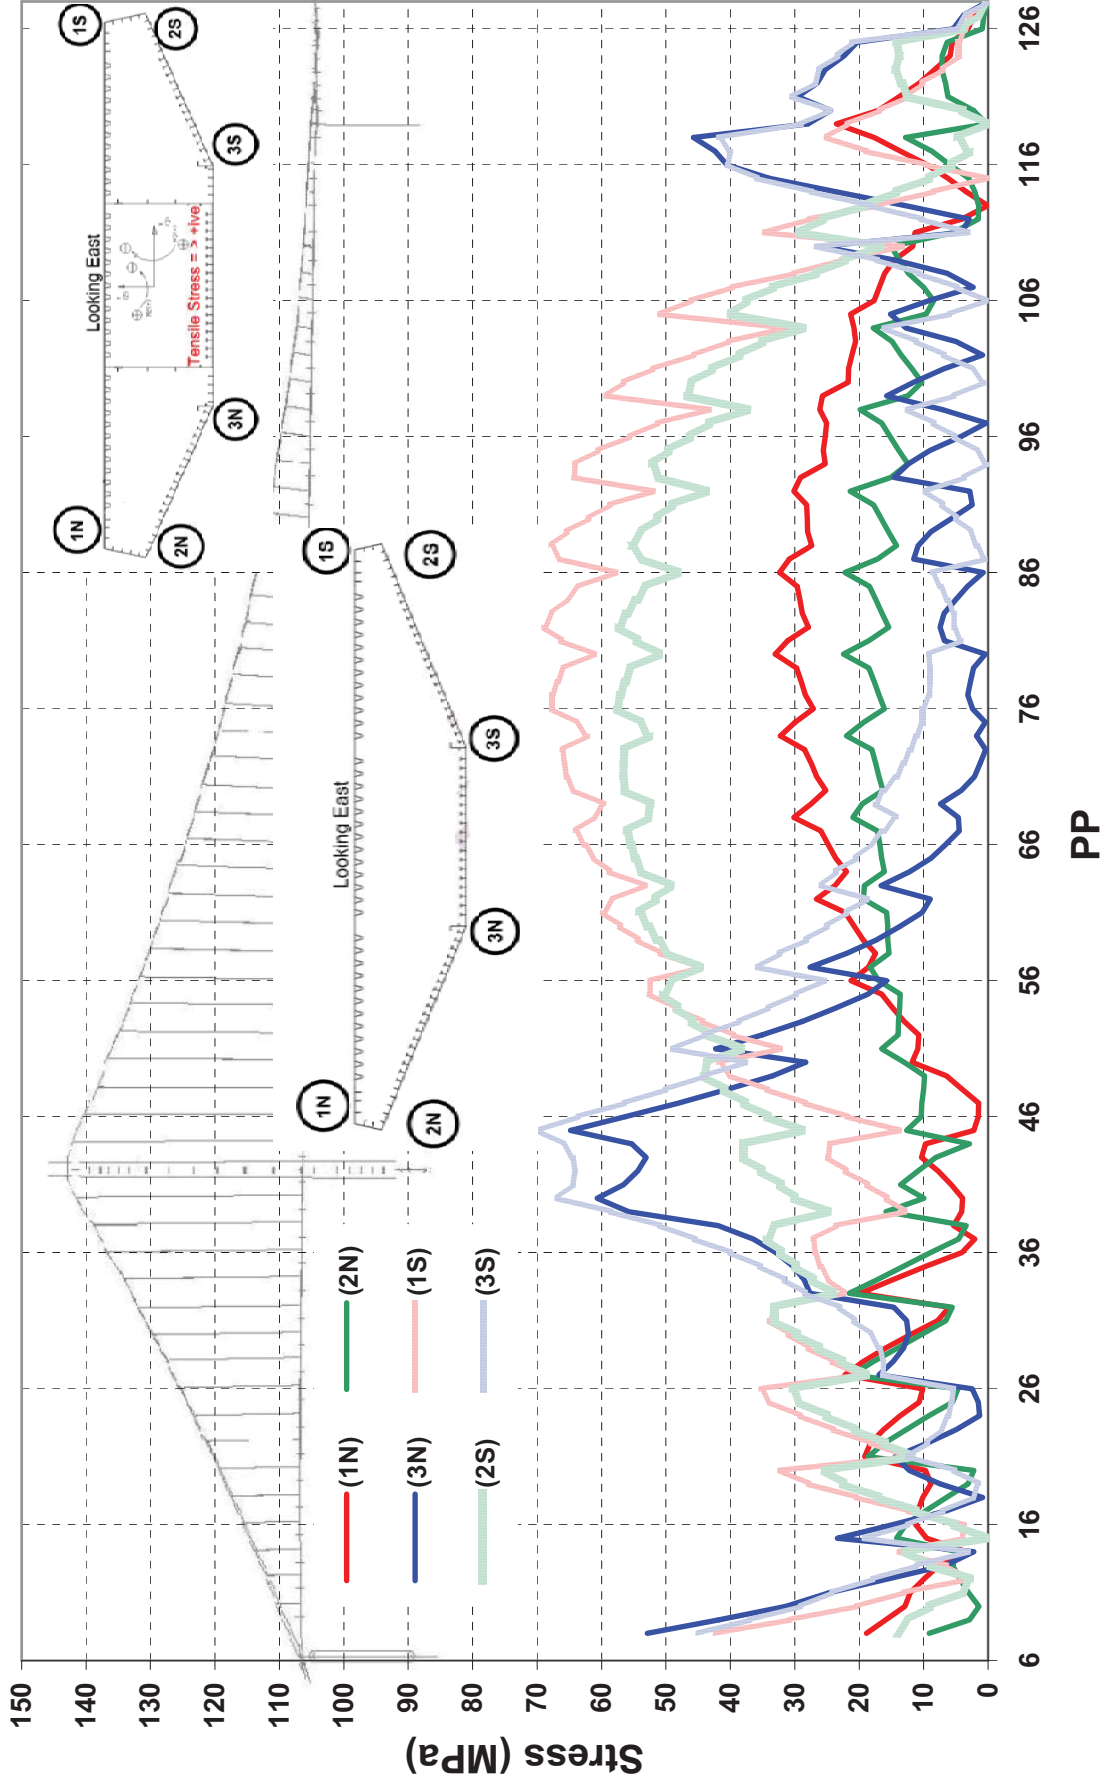 150
140
130
120
110
100
90
80
70
60
50
40
30
20
10
0
Stress (MPa)
6
16
26
36
46
56
66
76
86
96
106
116
126
PP
(1N)
(2N)
(3N)
(1S)
(2S)
(3S)
Looking East
1N
1S
2N
2S
3N
3S
Looking East
1N
1S
2N
2S
3N
3S
Tensile Stress = > +ive